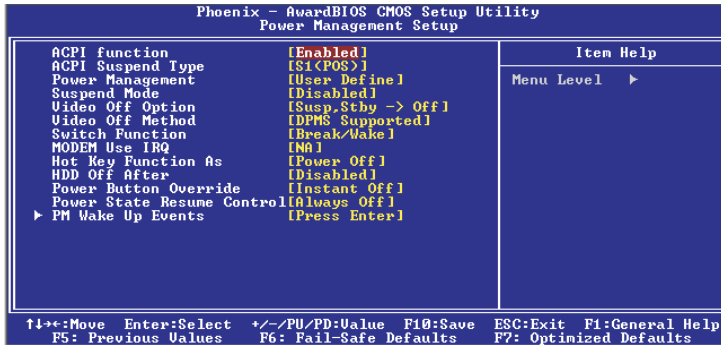 Phoenix - AwardBIOS CMOS Setup Utility
Power Management Setup
ACPI function [Enabled]
ACPI Suspend Type [S1(POS)]
Power Management [User Define]
Suspend Mode [Disabled]
Video Off Option [Susp,Stby -> Off]
Video Off Method [DPMS Supported]
Switch Function [Break/Wake]
MODEM Use IRQ [NA]
Hot Key Function As [Power Off]
HDD Off After [Disabled]
Power Button Override [Instant Off]
Power State Resume Control[Always Off]
▶ PM Wake Up Events [Press Enter]
Item Help
Menu Level ▶
↑↓→←:Move Enter:Select +/-/PU/PD:Value F10:Save ESC:Exit F1:General Help
F5: Previous Values F6: Fail-Safe Defaults F7: Optimized Defaults